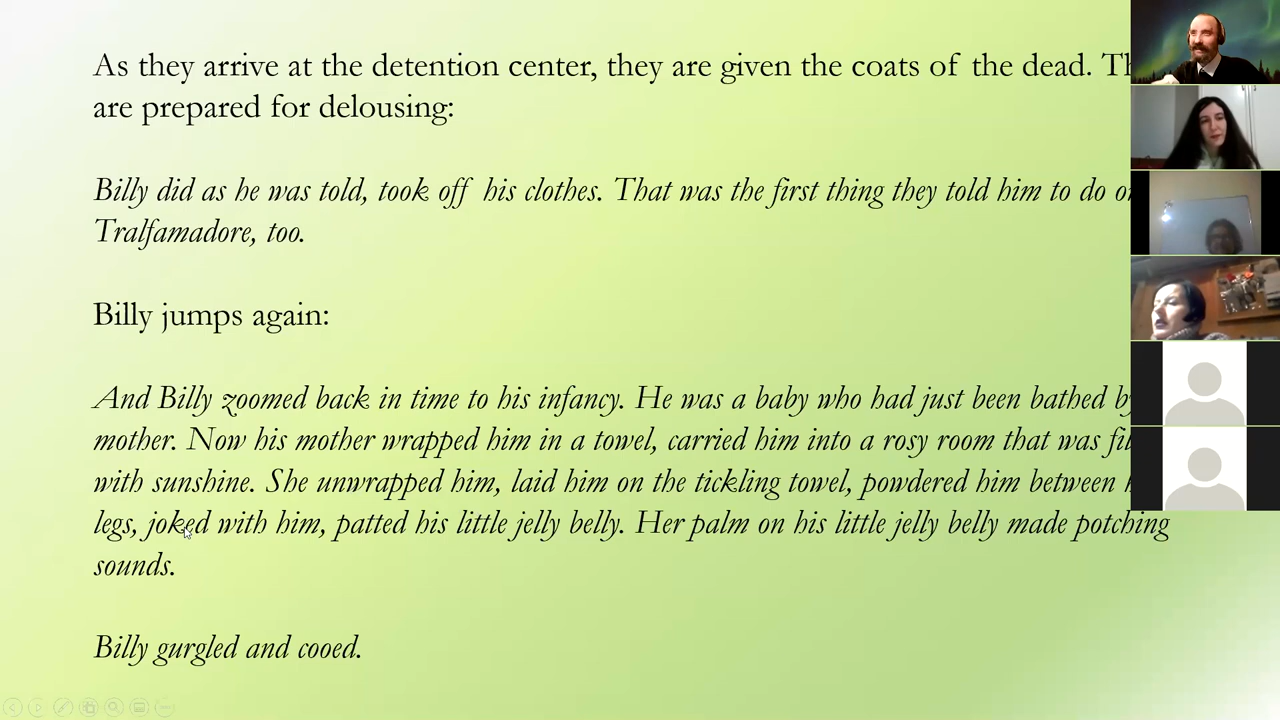 As they arrive at the detention center, they are given the coats of the dead.
are prepared for delousing:
Billy did as he was told, took off his clothes. That was the first thing they told him to do
Tralfamadore, too.
Billy jumps again:
And Billy zoomed back in time to his infancy. He was a baby who had just been bathed
mother. Now his mother wrapped him in a towel, carried him into a rosy room that was
with sunshine. She unwrapped him, laid him on the tickling towel, powdered him between
legs, joked with him, patted his little jelly belly. Her palm on his little jelly belly made potching
sounds.
Billy gurgled and cooed.